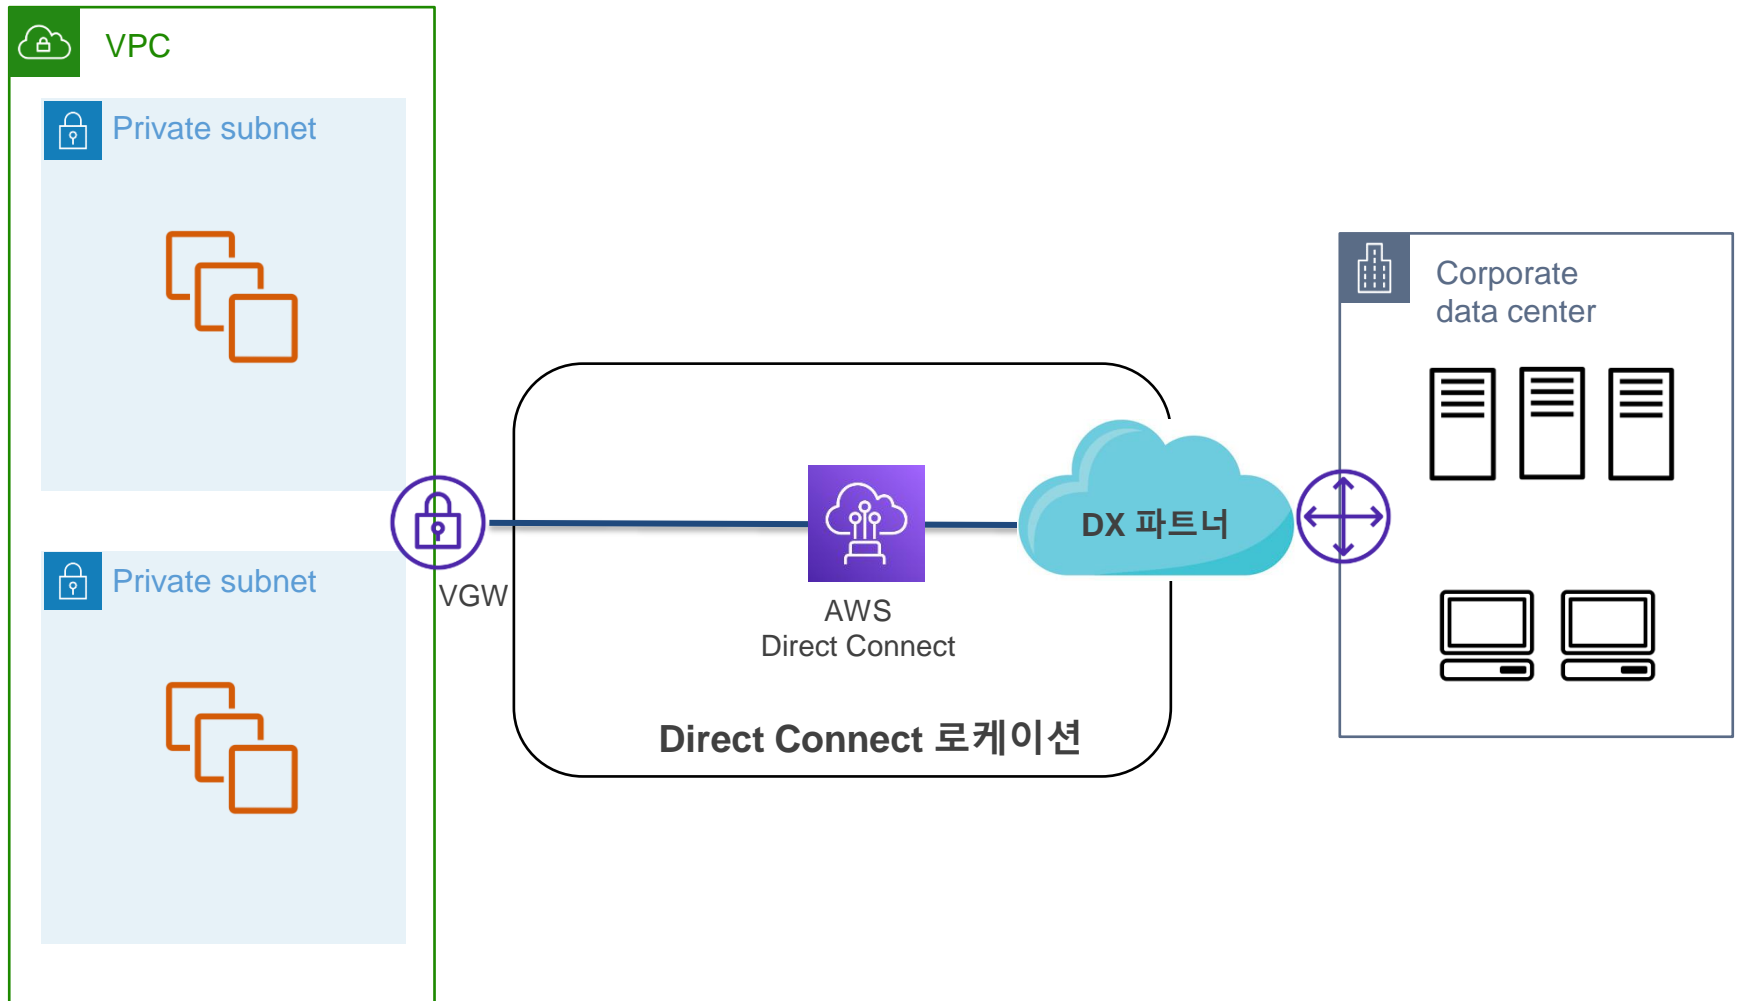 VPC
Private subnet
Private subnet
VGW
AWS
Direct Connect
Direct Connect 로케이션
DX 파트너
Corporate
data center